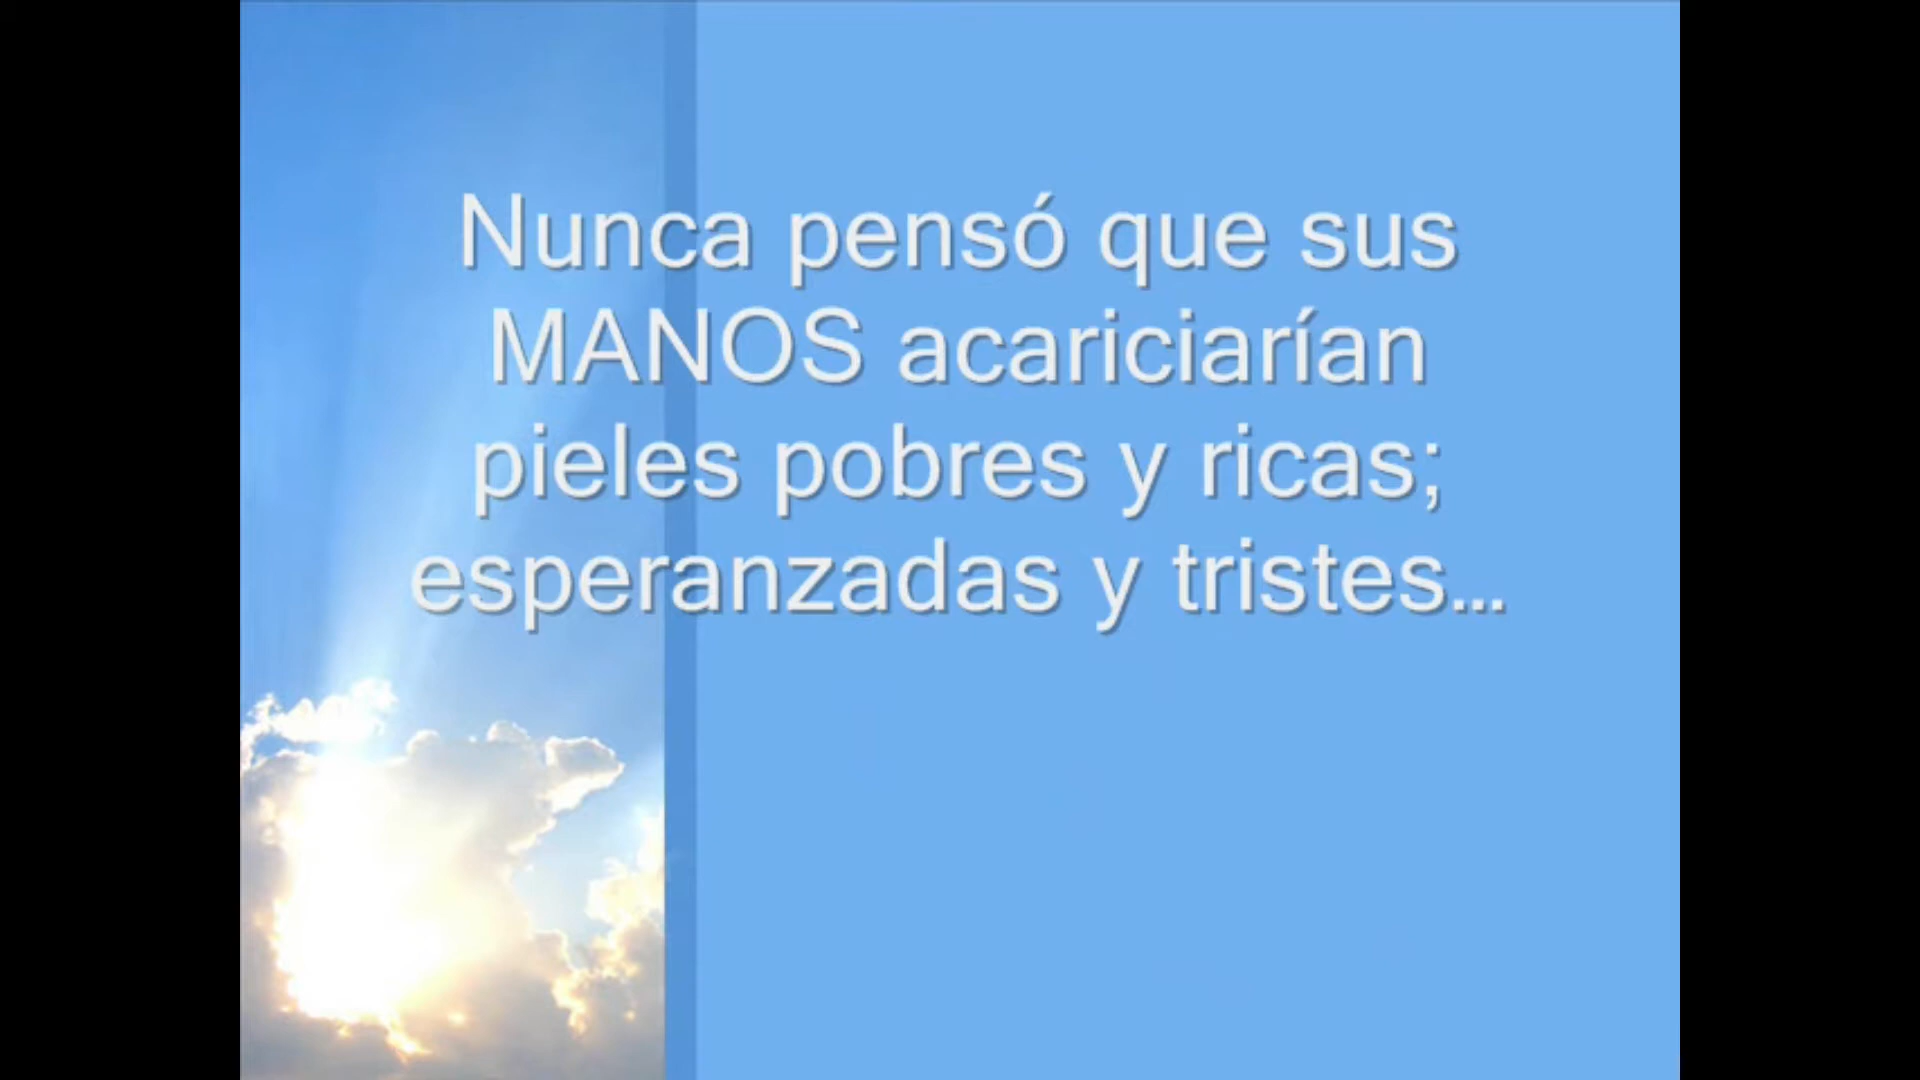 Nunca pensó que sus
MANOS acariciarían
pieles pobres y ricas;
esperanzadas y tristes...